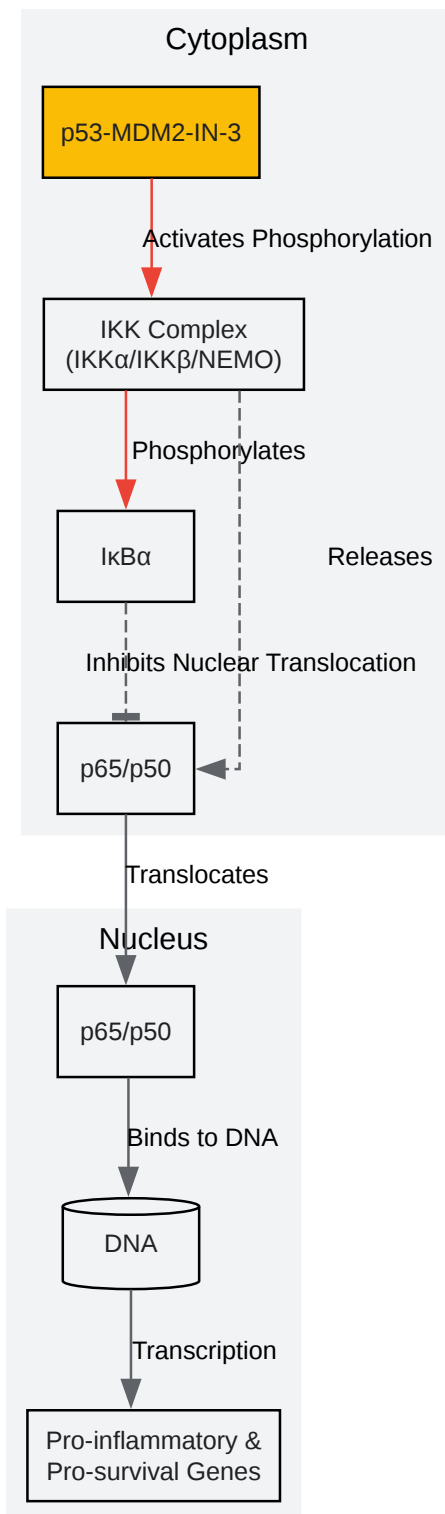 Cytoplasm
p53-MDM2-IN-3
Activates Phosphorylation
IKK Complex
(IKKα/IKKβ/NEMO)
Phosphorylates
IκBα
Releases
Inhibits Nuclear Translocation
p65/p50
Translocates
Nucleus
p65/p50
Binds to DNA
DNA
Transcription
Pro-inflammatory &
Pro-survival Genes